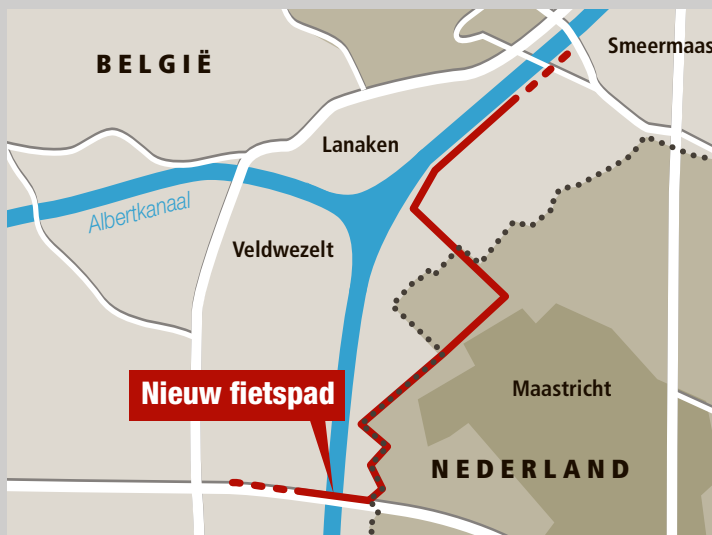 BELGIË
Smeermaas
Lanaken
Albertkanaal
Veldwezelt
Nieuw fietspad
Maastricht
NEDERLAND